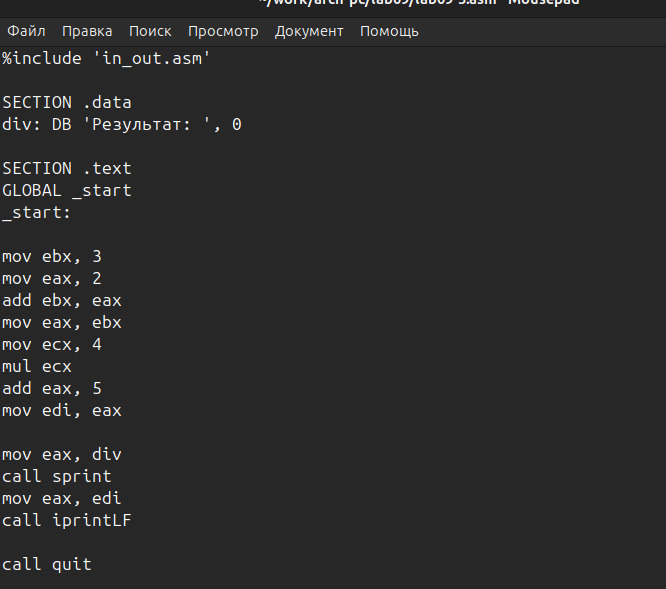 ~/work/arch-pc/lab09/lab09-5.asm - Mousepad
Файл Правка Поиск Просмотр Документ Помощь
%include 'in_out.asm'
SECTION .data
div: DB 'Результат: ', 0
SECTION .text
GLOBAL _start
_start:
mov ebx, 3
mov eax, 2
add ebx, eax
mov eax, ebx
mov ecx, 4
mul ecx
add eax, 5
mov edi, eax
mov eax, div
call sprint
mov eax, edi
call iprintLF
call quit